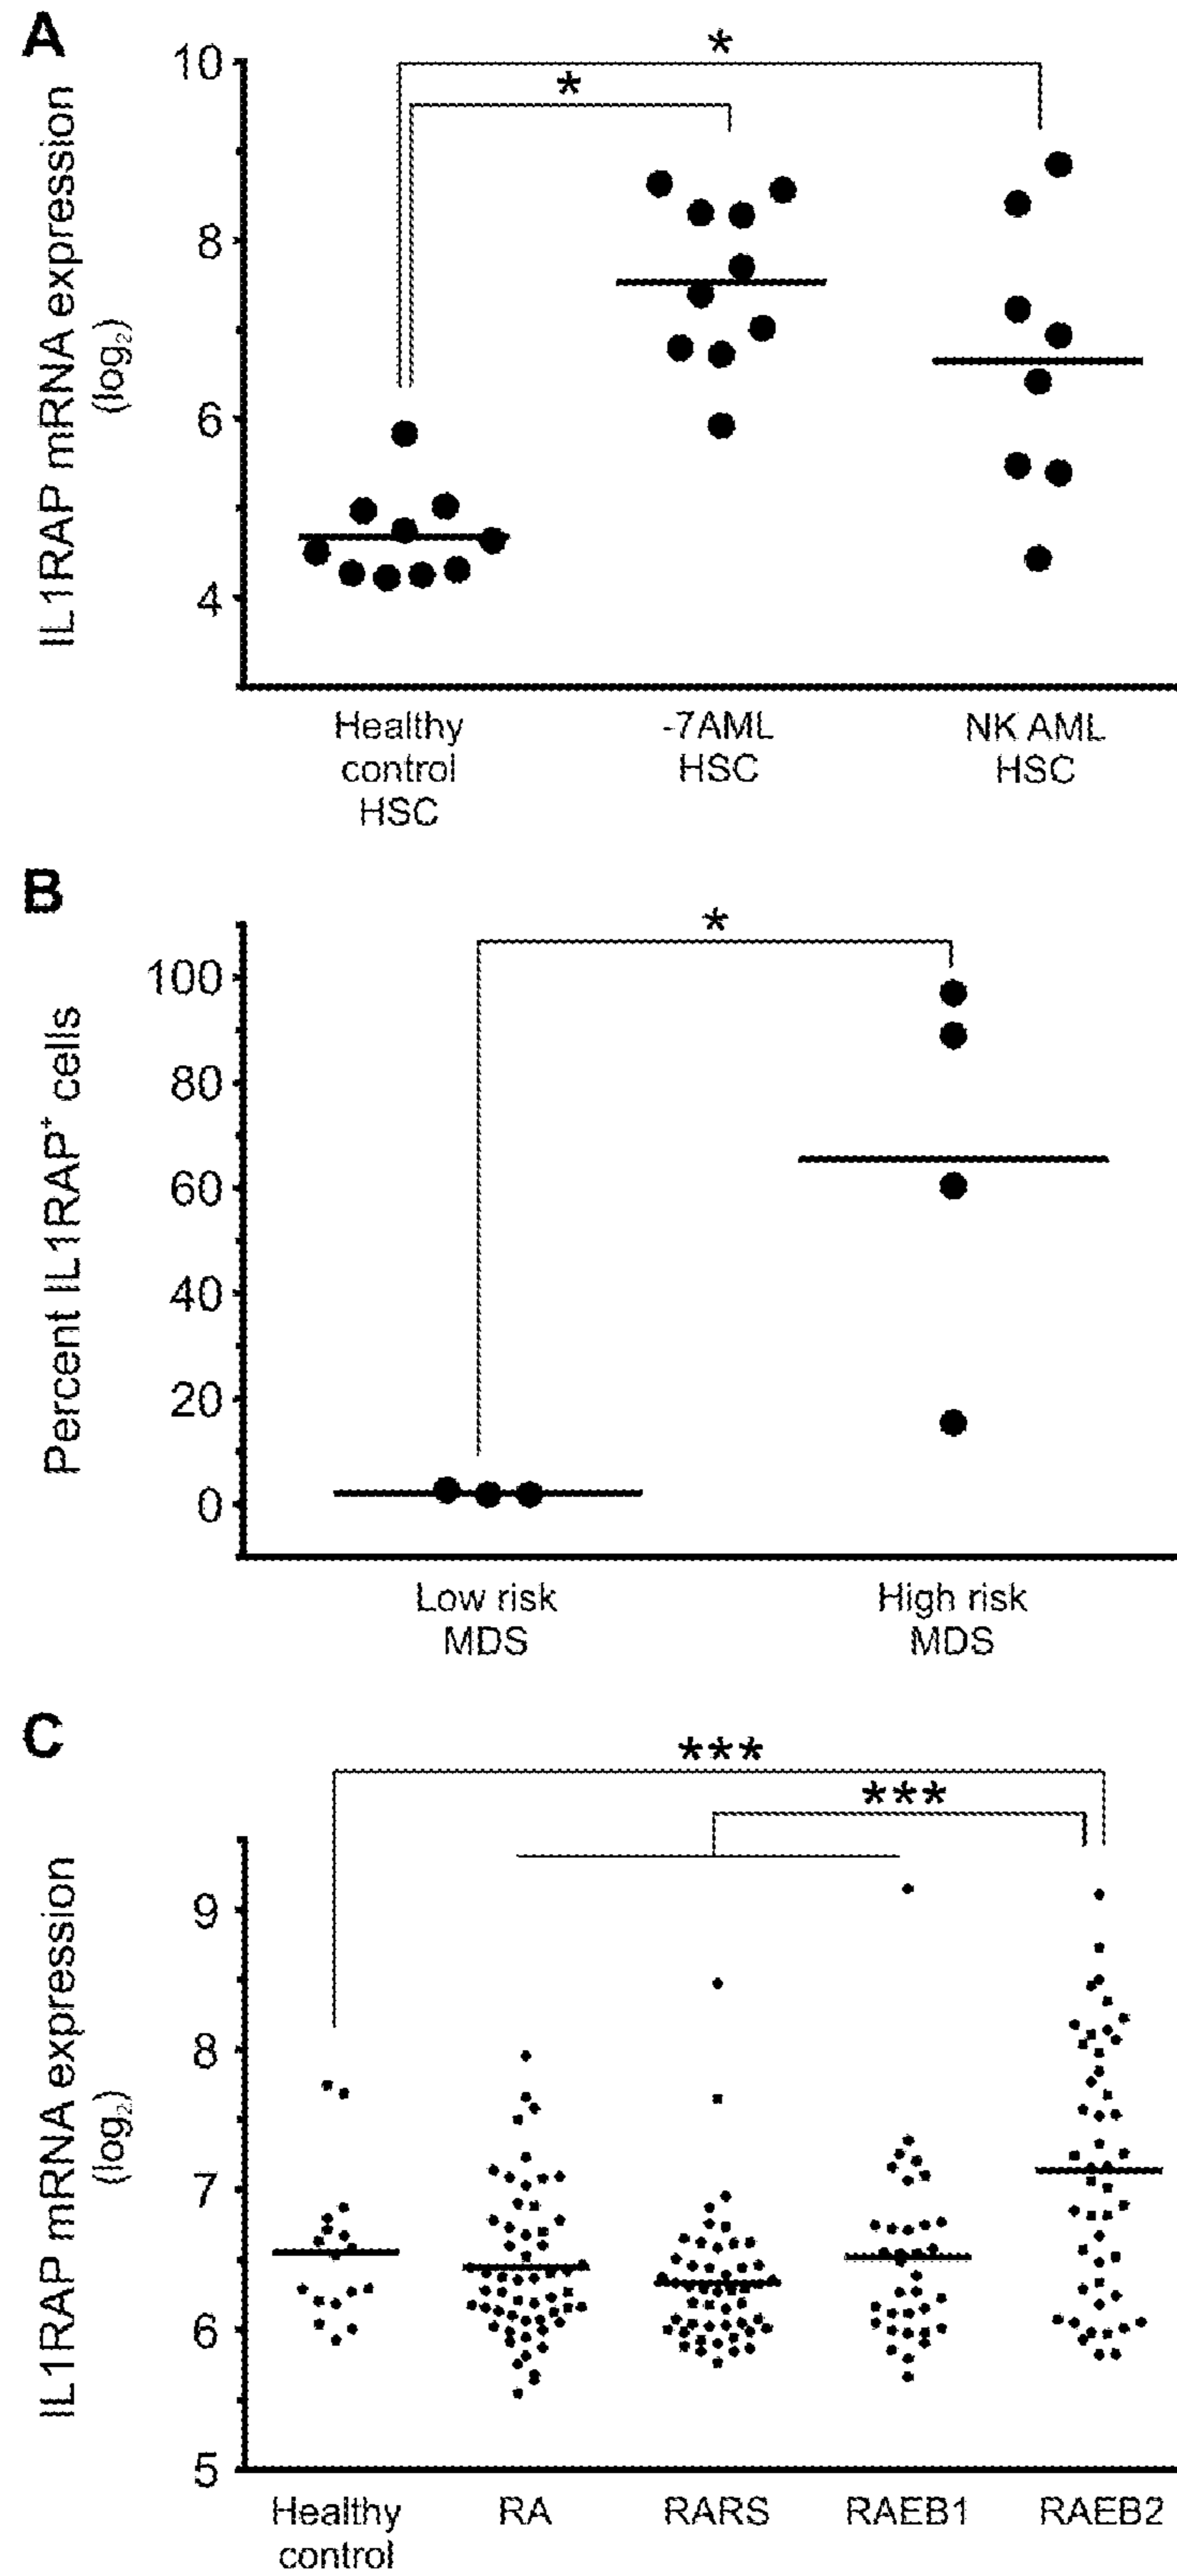 A
IL1RAP mRNA expression
(log₂)
10
8
6
4
*
*
Healthy
control
HSC
-7AML
HSC
NK AML
HSC
B
Percent IL1RAP⁺ cells
100
80
60
40
20
0
*
Low risk
MDS
High risk
MDS
C
IL1RAP mRNA expression
(log₂)
9
8
7
6
5
***
***
Healthy
control
RA
RARS
RAEB1
RAEB2